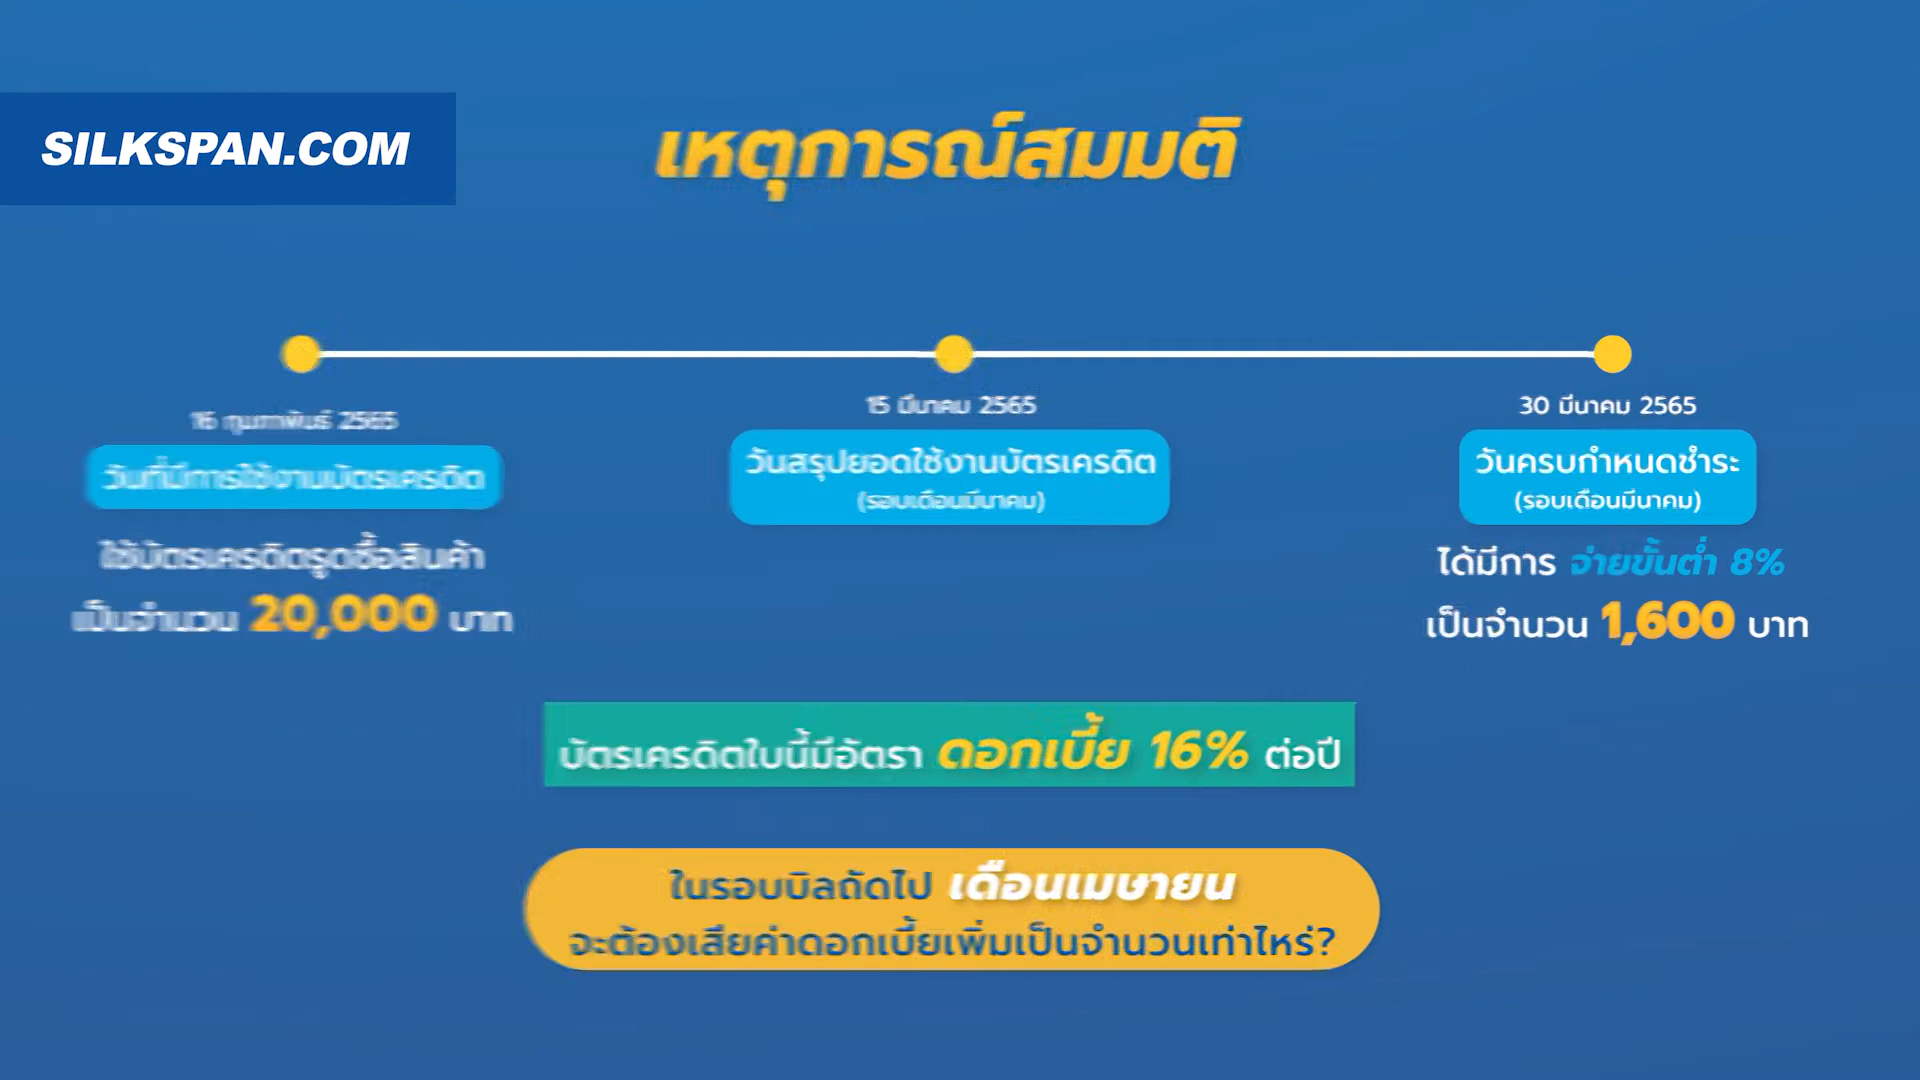 SILKSPAN.COM
เหตุการณ์สมมติ
16 กุมภาพันธ์ 2565
วันที่มีการใช้งานบัตรเครดิต
ใช้บัตรเครดิตรูดซื้อสินค้า
เป็นจำนวน 20,000 บาท
15 มีนาคม 2565
วันสรุปยอดใช้งานบัตรเครดิต
(รอบเดือนมีนาคม)
30 มีนาคม 2565
วันครบกำหนดชำระ
(รอบเดือนมีนาคม)
ได้มีการ จ่ายขั้นต่ำ 8%
เป็นจำนวน 1,600 บาท
บัตรเครดิตใบนี้มีอัตรา ดอกเบี้ย 16% ต่อปี
ในรอบบิลถัดไป เดือนเมษายน
จะต้องเสียค่าดอกเบี้ยเพิ่มเป็นจำนวนเท่าไหร่?